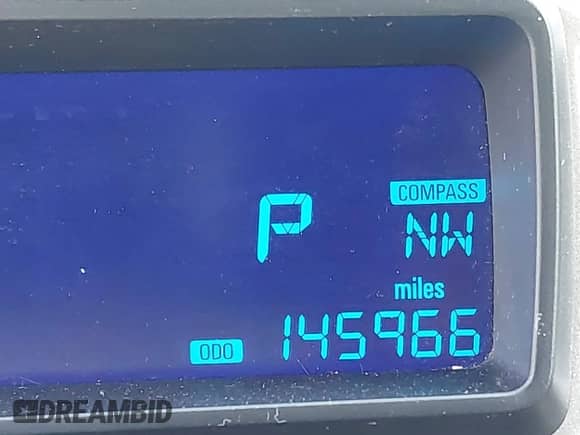 COMPASS
P NW
miles
ODO 145966
DREAMBID